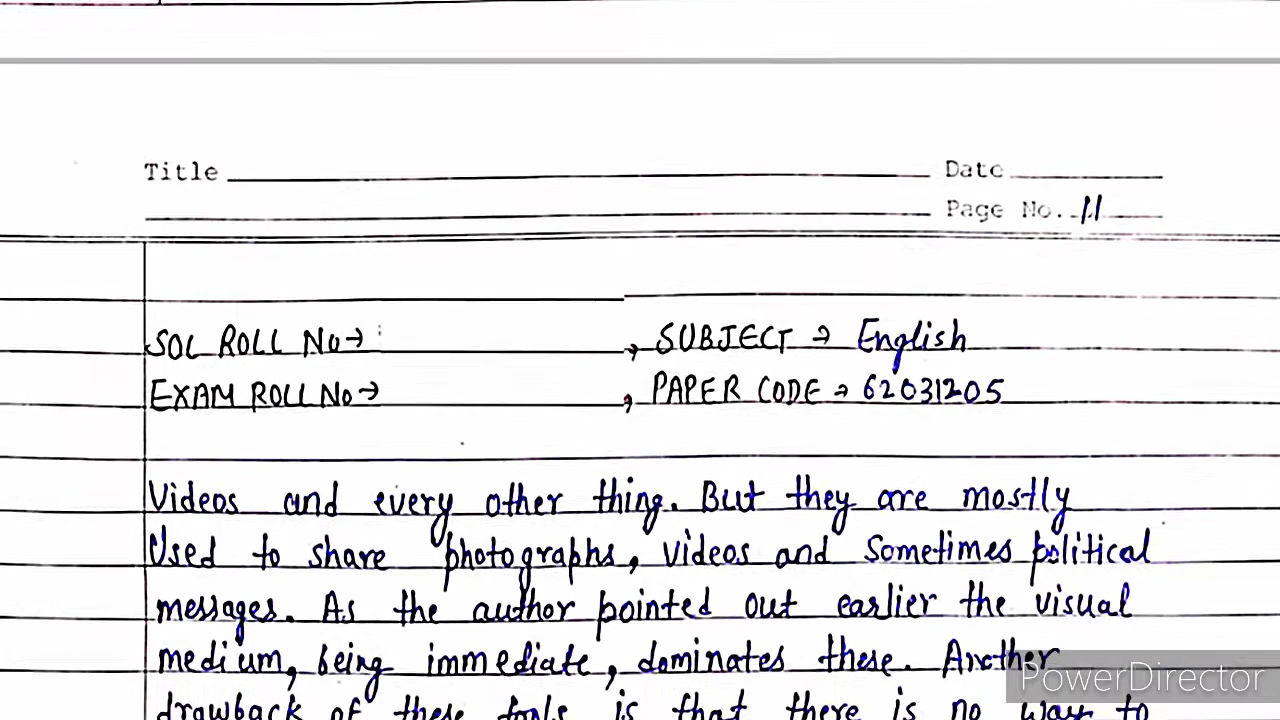 Title Date
Page No. 11
SOL ROLL No→ , SUBJECT → English
EXAM ROLL No→ , PAPER CODE → 62031205
Videos and every other thing. But they are mostly
Used to share photographs, videos and sometimes political
messages. As the author pointed out earlier the visual
medium, being immediate, dominates these. Another
drawback of these tools is that there is no way to
PowerDirector